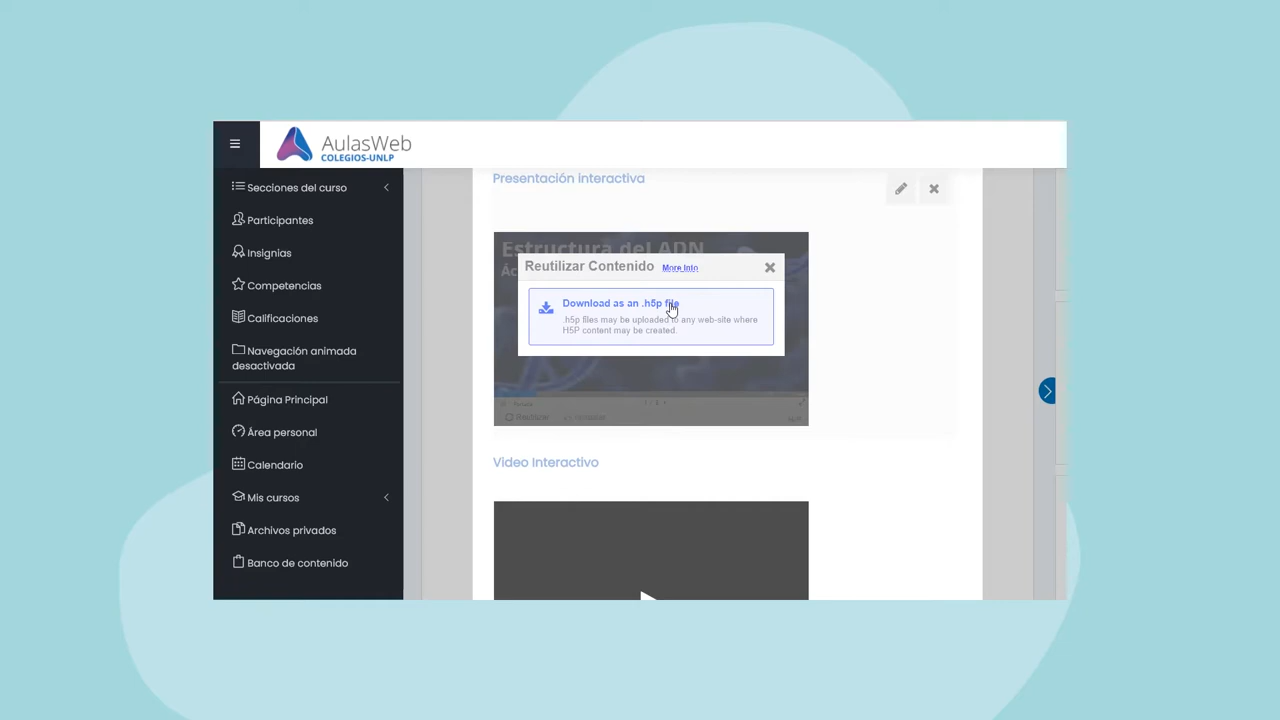 AulasWeb
COLEGIOS-UNLP
Secciones del curso
Participantes
Insignias
Competencias
Calificaciones
Navegación animada
desactivada
Página Principal
Área personal
Calendario
Mis cursos
Archivos privados
Banco de contenido
Presentación interactiva
Estructura del ADN
Reutilizar Contenido More Info
Download as an .h5p file
.h5p files may be uploaded to any web-site where
H5P content may be created.
Reutilizar
Video Interactivo